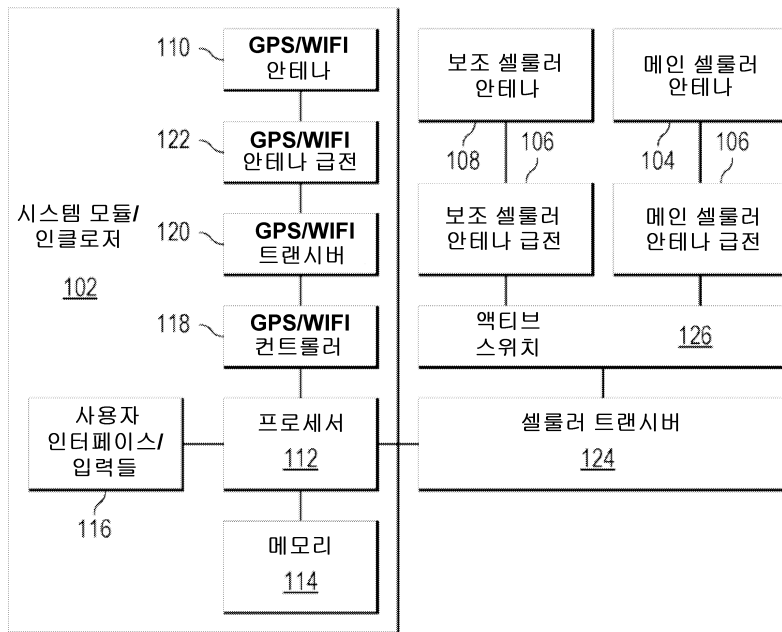 110
GPS/WIFI
안테나
122
GPS/WIFI
안테나 급전
시스템 모듈/
인클로저
102
120
GPS/WIFI
트랜시버
118
GPS/WIFI
컨트롤러
사용자
인터페이스/
입력들
116
프로세서
112
메모리
114
보조 셀룰러
안테나
108
106
보조 셀룰러
안테나 급전
메인 셀룰러
안테나
104
106
메인 셀룰러
안테나 급전
액티브
스위치
126
셀룰러 트랜시버
124